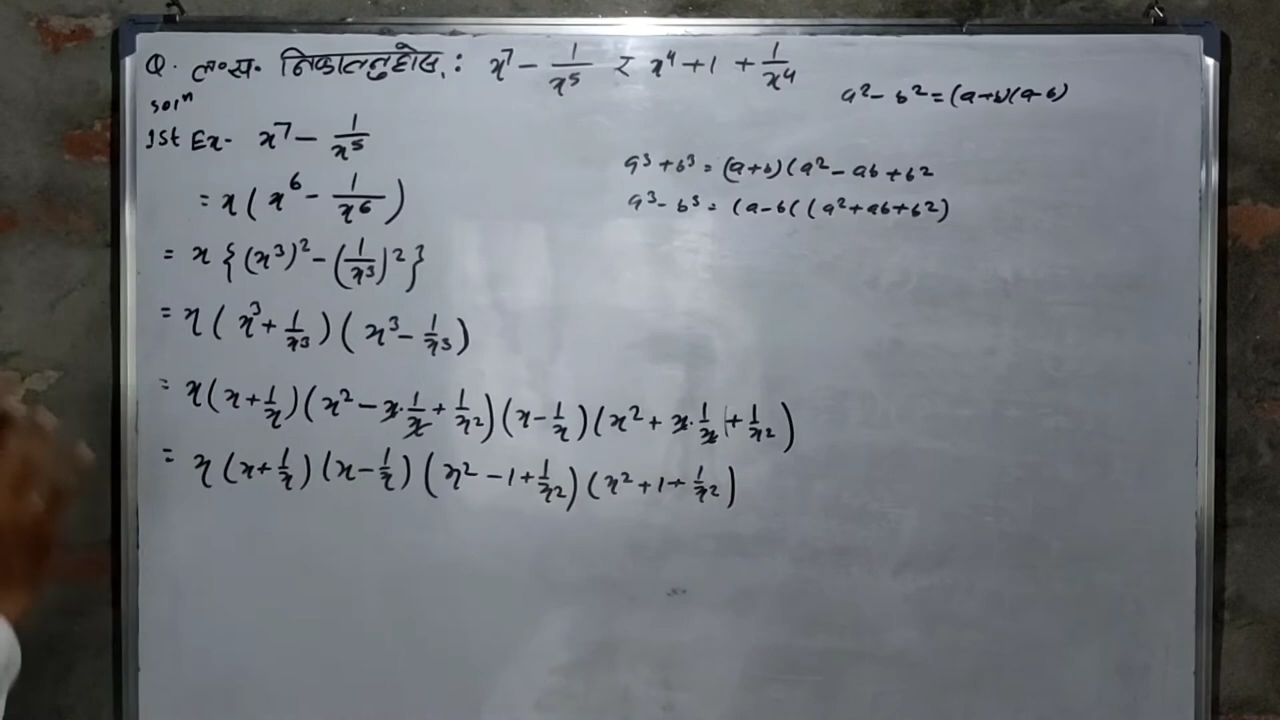 Q. ल०स० निकाल्नुहोस् : x⁷ - 1/x⁵ र x⁴ + 1 + 1/x⁴
a² - b² = (a+b)(a-b)
solⁿ
1st Ex- x⁷ - 1/x⁵
a³ + b³ = (a+b)(a² - ab + b²
= x(x⁶ - 1/x⁶)
a³ - b³ = (a-b((a² + ab + b²)
= x{(x³)² - (1/x³)²}
= x(x³ + 1/x³)(x³ - 1/x³)
= x(x + 1/x)(x² - x·1/x + 1/x²)(x - 1/x)(x² + x·1/x + 1/x²)
= x(x + 1/x)(x - 1/x)(x² - 1 + 1/x²)(x² + 1 + 1/x²)